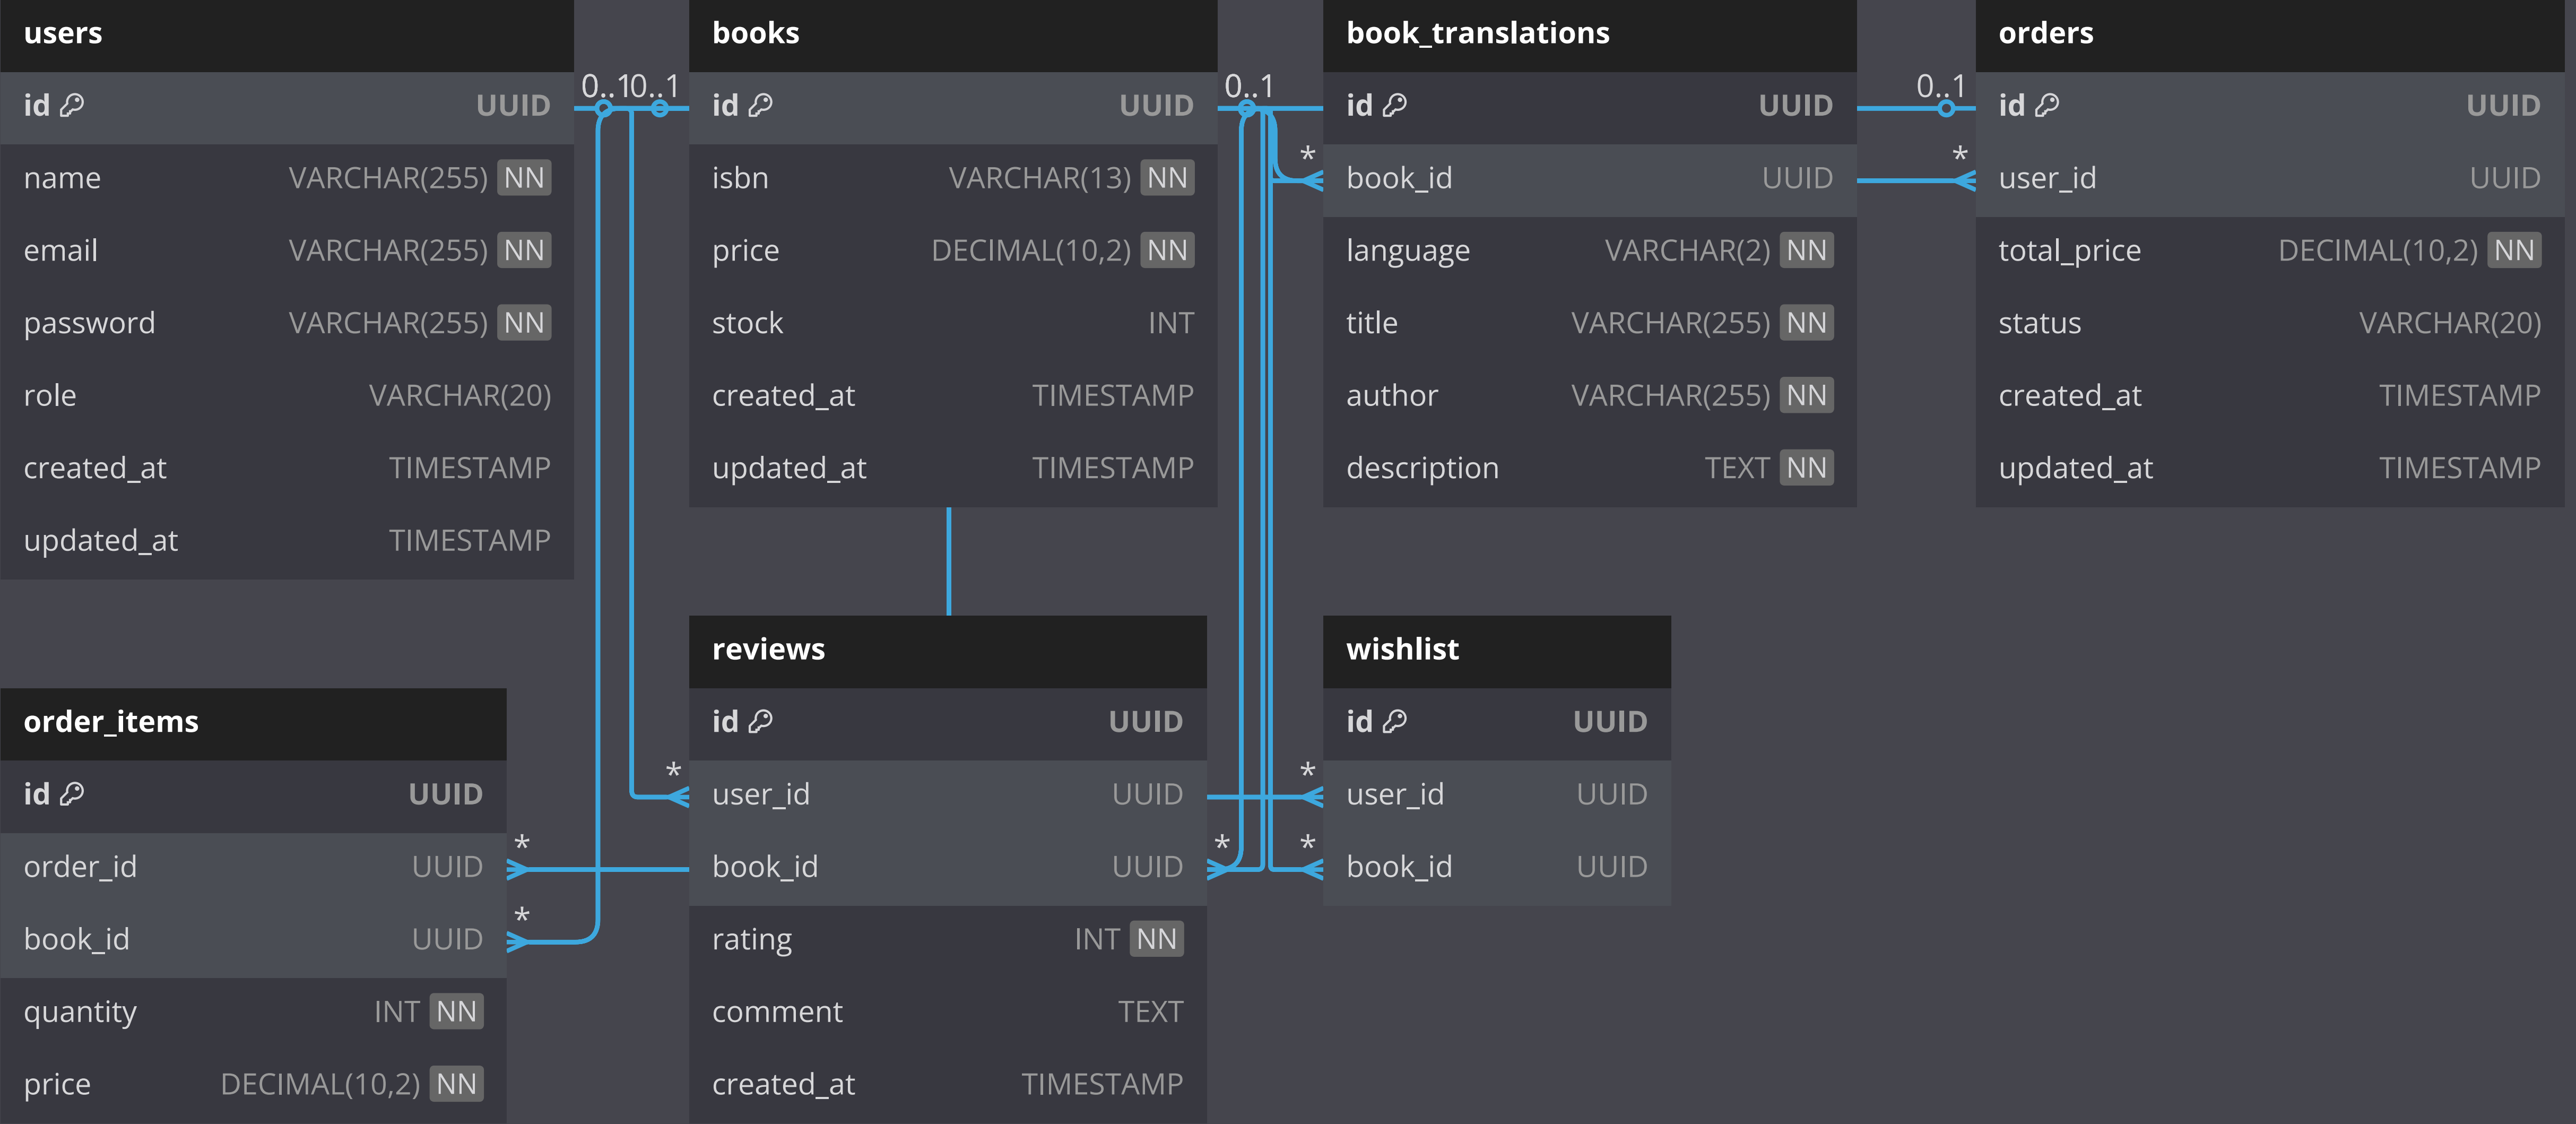 users
id UUID
name VARCHAR(255) NN
email VARCHAR(255) NN
password VARCHAR(255) NN
role VARCHAR(20)
created_at TIMESTAMP
updated_at TIMESTAMP
0..1
0..1
books
id UUID
isbn VARCHAR(13) NN
price DECIMAL(10,2) NN
stock INT
created_at TIMESTAMP
updated_at TIMESTAMP
0..1
*
book_translations
id UUID
book_id UUID
language VARCHAR(2) NN
title VARCHAR(255) NN
author VARCHAR(255) NN
description TEXT NN
0..1
*
orders
id UUID
user_id UUID
total_price DECIMAL(10,2) NN
status VARCHAR(20)
created_at TIMESTAMP
updated_at TIMESTAMP
order_items
id UUID
order_id UUID *
book_id UUID *
quantity INT NN
price DECIMAL(10,2) NN
reviews
id UUID
* user_id UUID
book_id UUID *
rating INT NN
comment TEXT
created_at TIMESTAMP
wishlist
id UUID
* user_id UUID
* book_id UUID